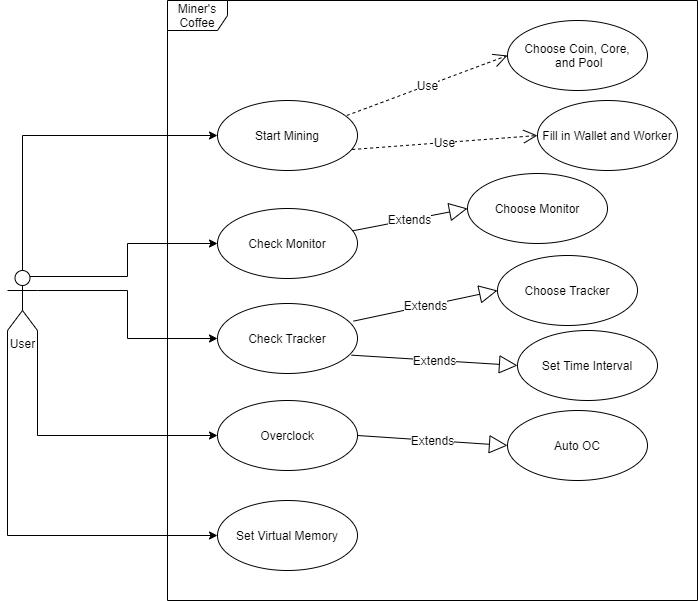 Miner's
Coffee
Choose Coin, Core,
and Pool
Use
Start Mining
Use
Fill in Wallet and Worker
Choose Monitor
Extends
Check Monitor
Choose Tracker
Extends
User
Check Tracker
Extends
Set Time Interval
Overclock
Extends
Auto OC
Set Virtual Memory